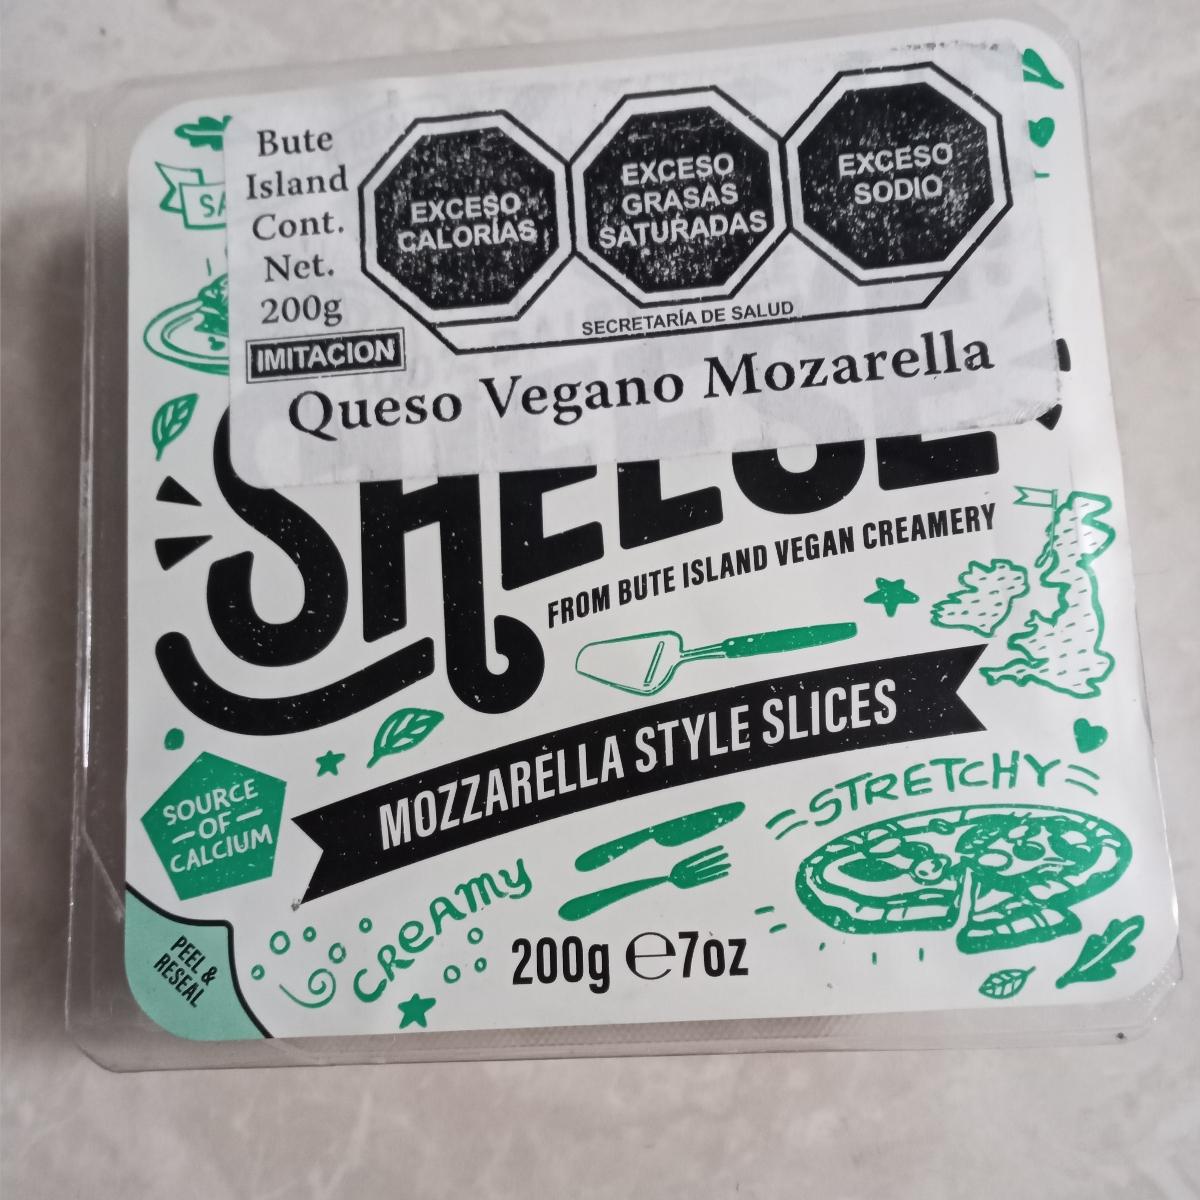 Bute
Island
Cont.
Net.
200g
IMITACION
EXCESO
CALORÍAS
EXCESO
GRASAS
SATURADAS
EXCESO
SODIO
SECRETARÍA DE SALUD
Queso Vegano Mozarella
SHEESE
FROM BUTE ISLAND VEGAN CREAMERY
MOZZARELLA STYLE SLICES
SOURCE
OF
CALCIUM
STRETCHY
CREAMY
PEEL &
RESEAL
200g ℮ 7oz